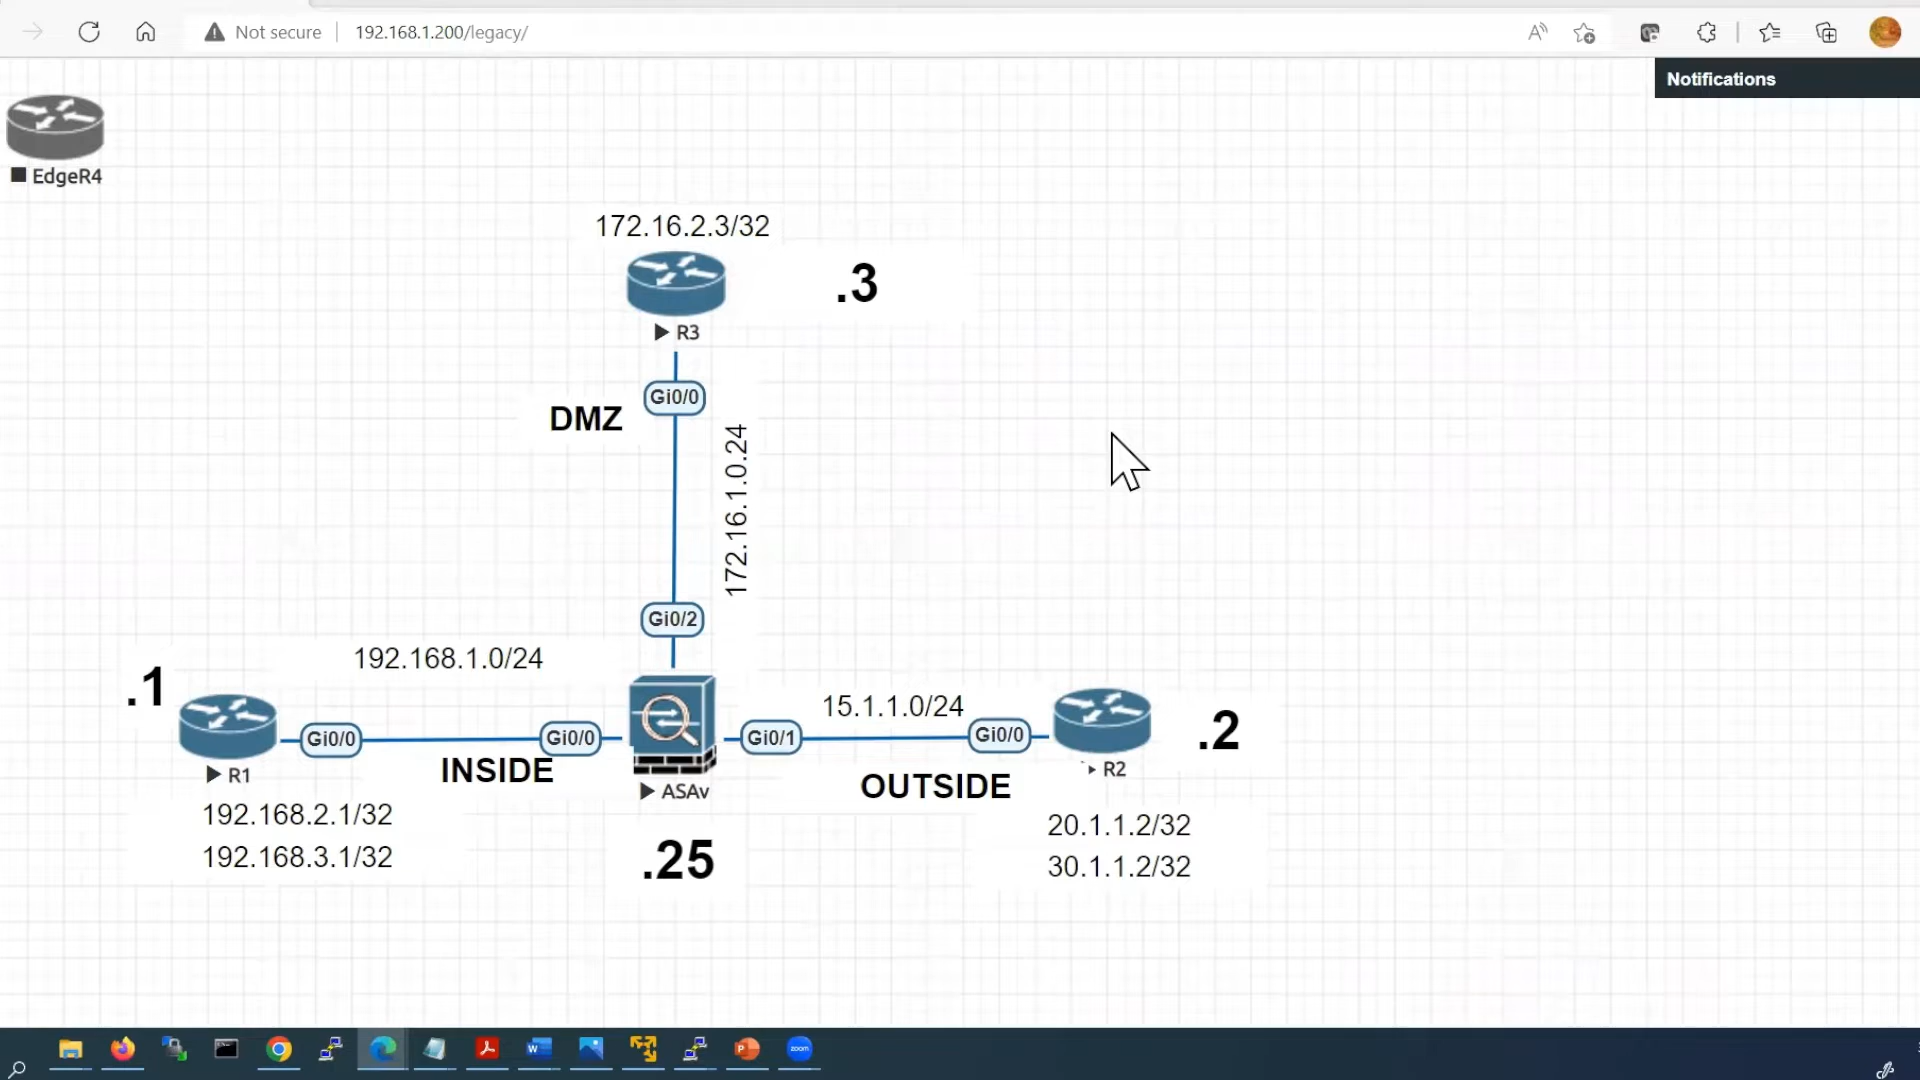 Not secure
192.168.1.200/legacy/
Notifications
EdgeR4
172.16.2.3/32
.3
R3
Gi0/0
DMZ
172.16.1.0.24
Gi0/2
192.168.1.0/24
.1
15.1.1.0/24
.2
Gi0/0
Gi0/0
Gi0/1
Gi0/0
INSIDE
R1
ASAv
OUTSIDE
R2
192.168.2.1/32
192.168.3.1/32
.25
20.1.1.2/32
30.1.1.2/32
zoom